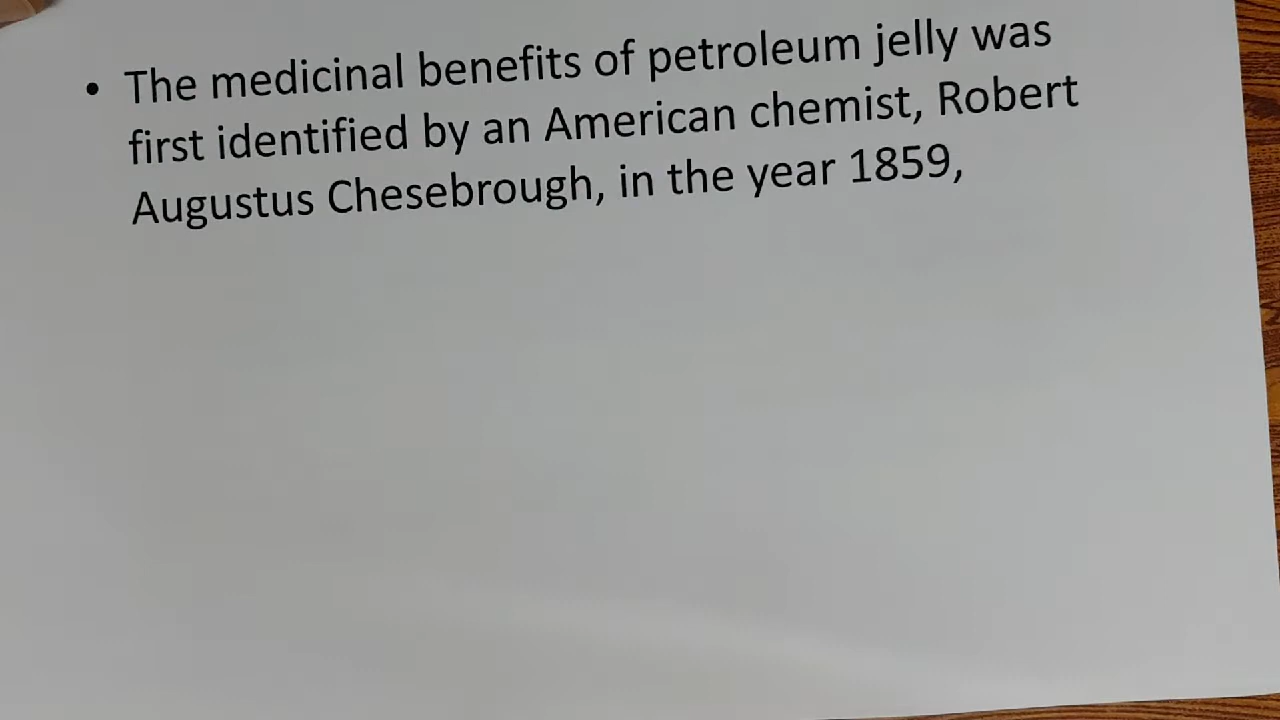 • The medicinal benefits of petroleum jelly was
first identified by an American chemist, Robert
Augustus Chesebrough, in the year 1859,